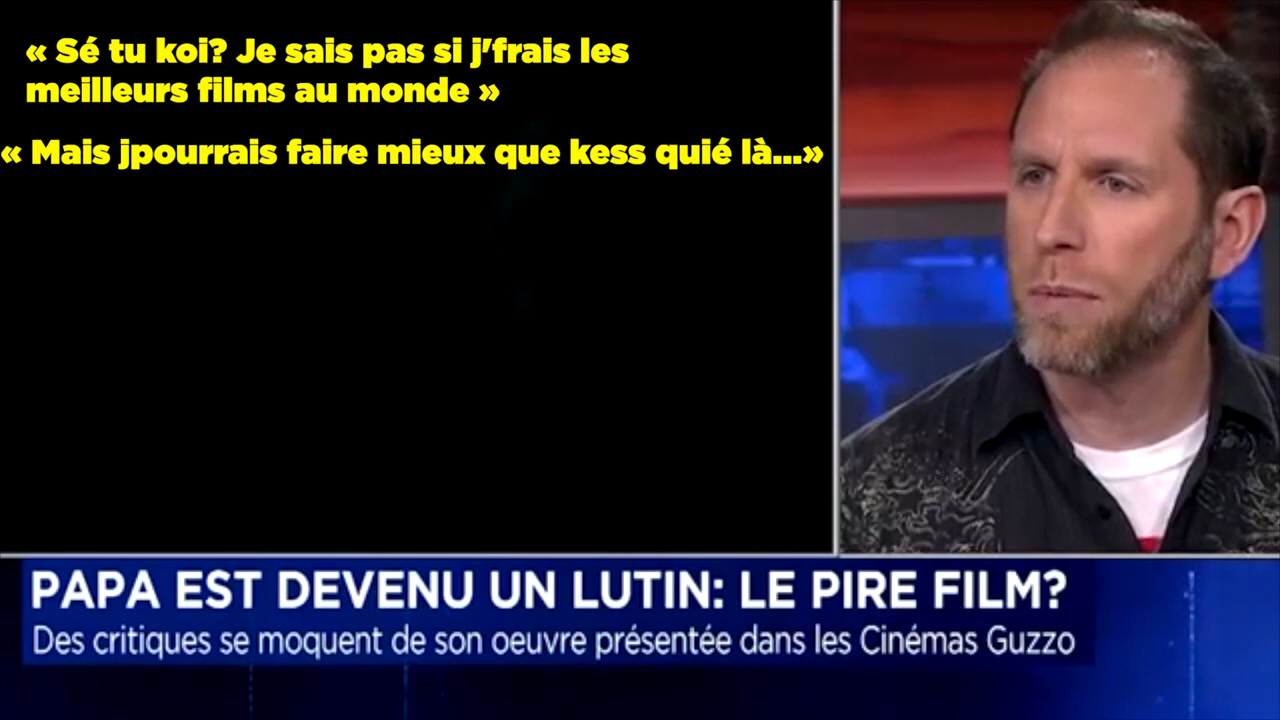 « Sé tu koi? Je sais pas si j'frais les
meilleurs films au monde »
« Mais jpourrais faire mieux que kess quié là...»
PAPA EST DEVENU UN LUTIN: LE PIRE FILM?
Des critiques se moquent de son oeuvre présentée dans les Cinémas Guzzo